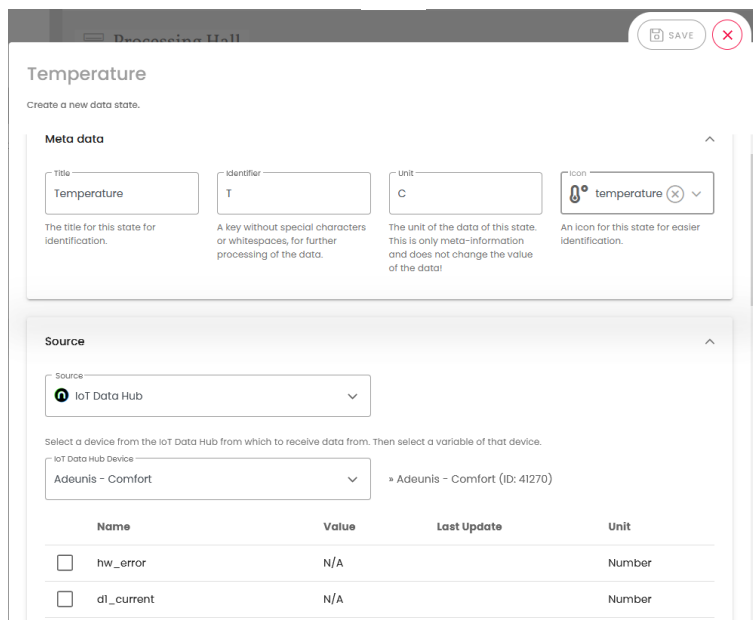 Processing Hall
SAVE
Temperature
Create a new data state.
Meta data
Title
Identifier
Unit
Icon
Temperature
T
C
temperature
The title for this state for
identification.
A key without special characters
or whitespaces, for further
processing of the data.
The unit of the data of this state.
This is only meta-information
and does not change the value
of the data!
An icon for this state for easier
identification.
Source
Source
IoT Data Hub
Select a device from the IoT Data Hub from which to receive data from. Then select a variable of that device.
IoT Data Hub Device
Adeunis - Comfort
» Adeunis - Comfort (ID: 41270)
Name Value Last Update Unit
hw_error N/A Number
d1_current N/A Number